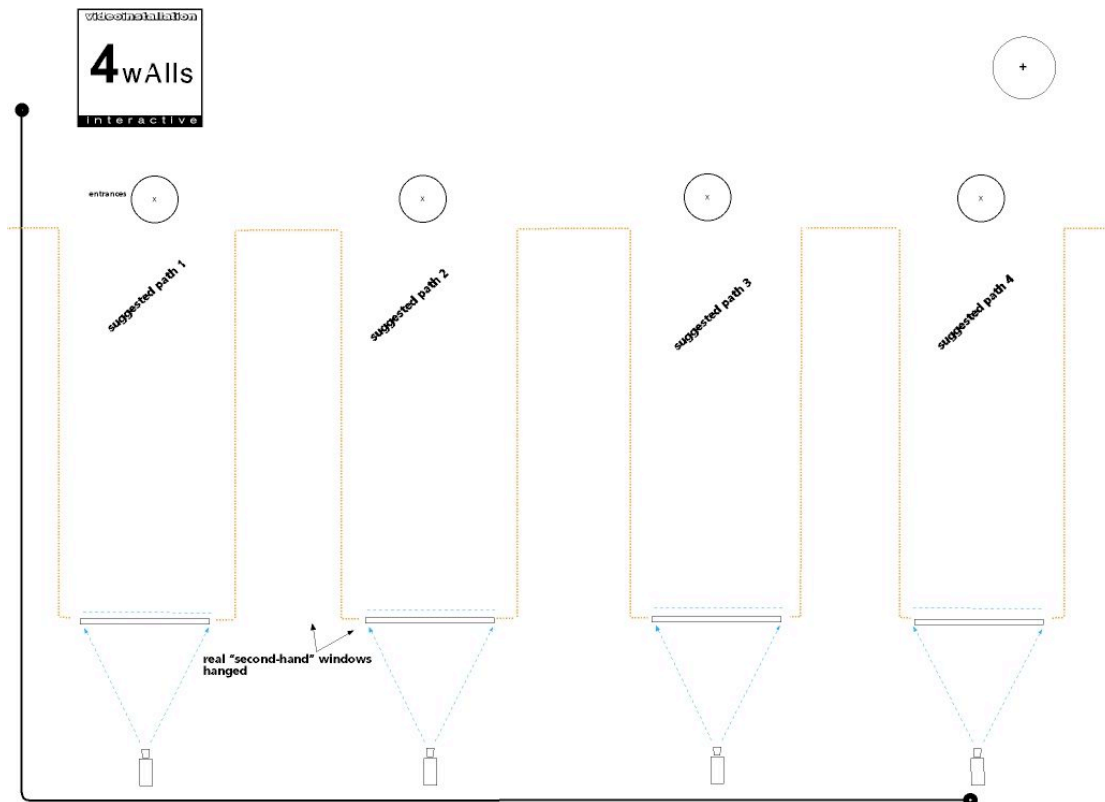 videoinstallation
4wAlls
interactive
+
entrances
x
x
x
x
suggested path 1
suggested path 2
suggested path 3
suggested path 4
real "second-hand" windows
hanged